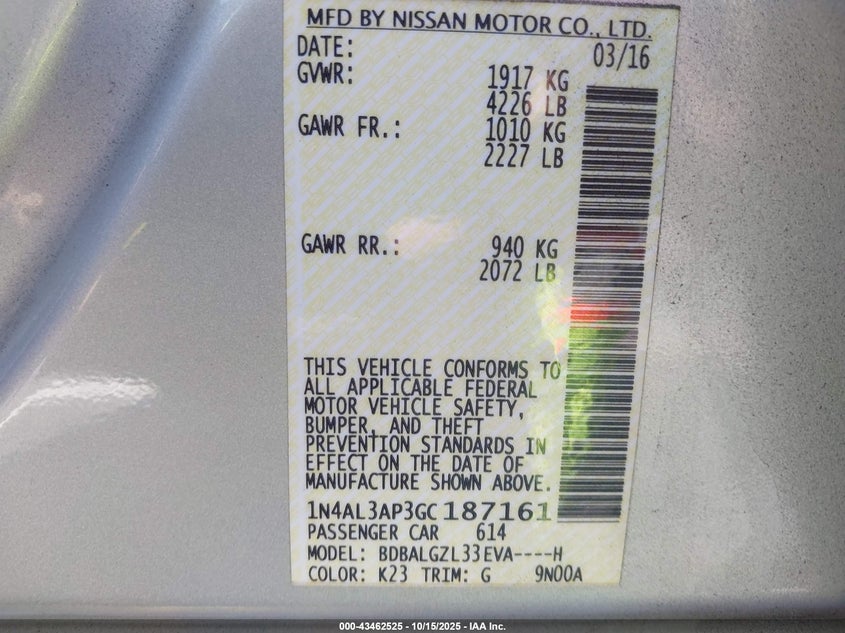 MFD BY NISSAN MOTOR CO., LTD.
DATE: 03/16
GVWR: 1917 KG
4226 LB
GAWR FR.: 1010 KG
2227 LB
GAWR RR.: 940 KG
2072 LB
THIS VEHICLE CONFORMS TO
ALL APPLICABLE FEDERAL
MOTOR VEHICLE SAFETY,
BUMPER, AND THEFT
PREVENTION STANDARDS IN
EFFECT ON THE DATE OF
MANUFACTURE SHOWN ABOVE.
1N4AL3AP3GC187161
PASSENGER CAR 614
MODEL: BDBALGZL33EVA----H
COLOR: K23 TRIM: G 9N00A
000-43462525 - 10/15/2025 - IAA Inc.